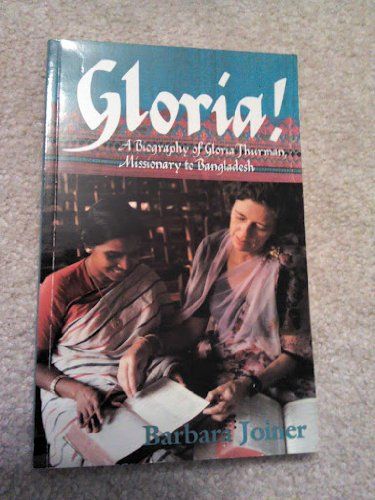 Gloria!
A Biography of Gloria Thurman,
Missionary to Bangladesh
Barbara Joiner